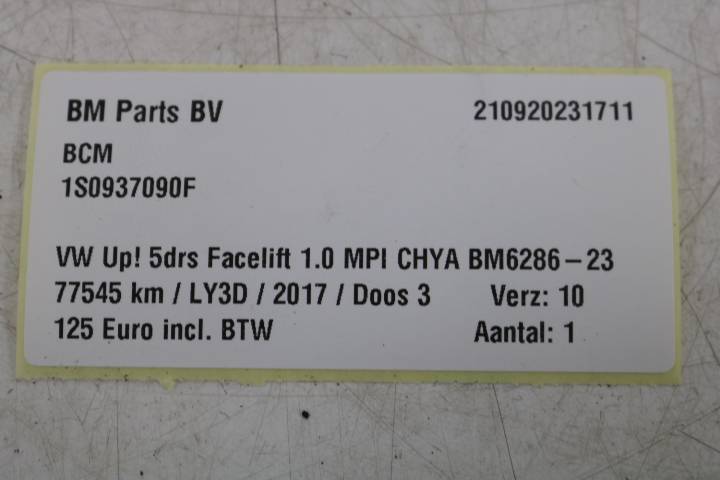 BM Parts BV 210920231711
BCM
1S0937090F
VW Up! 5drs Facelift 1.0 MPI CHYA BM6286-23
77545 km / LY3D / 2017 / Doos 3 Verz: 10
125 Euro incl. BTW Aantal: 1